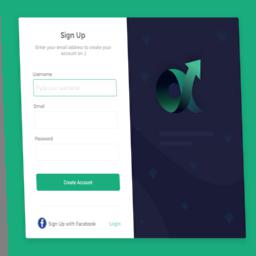 Sign Up
Enter your email address to create your
account on :)
Username
Type your username
Email
Password
Create Account
Sign Up with Facebook
Login